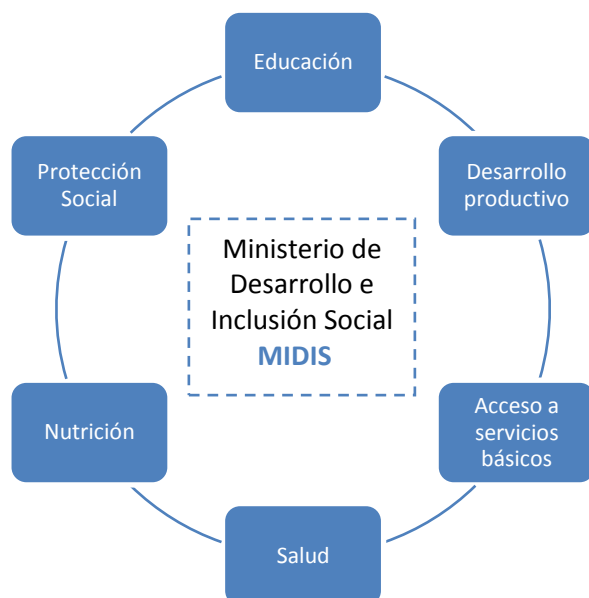 Educación
Protección
Social
Desarrollo
productivo
Ministerio de
Desarrollo e
Inclusión Social
MIDIS
Nutrición
Acceso a
servicios
básicos
Salud